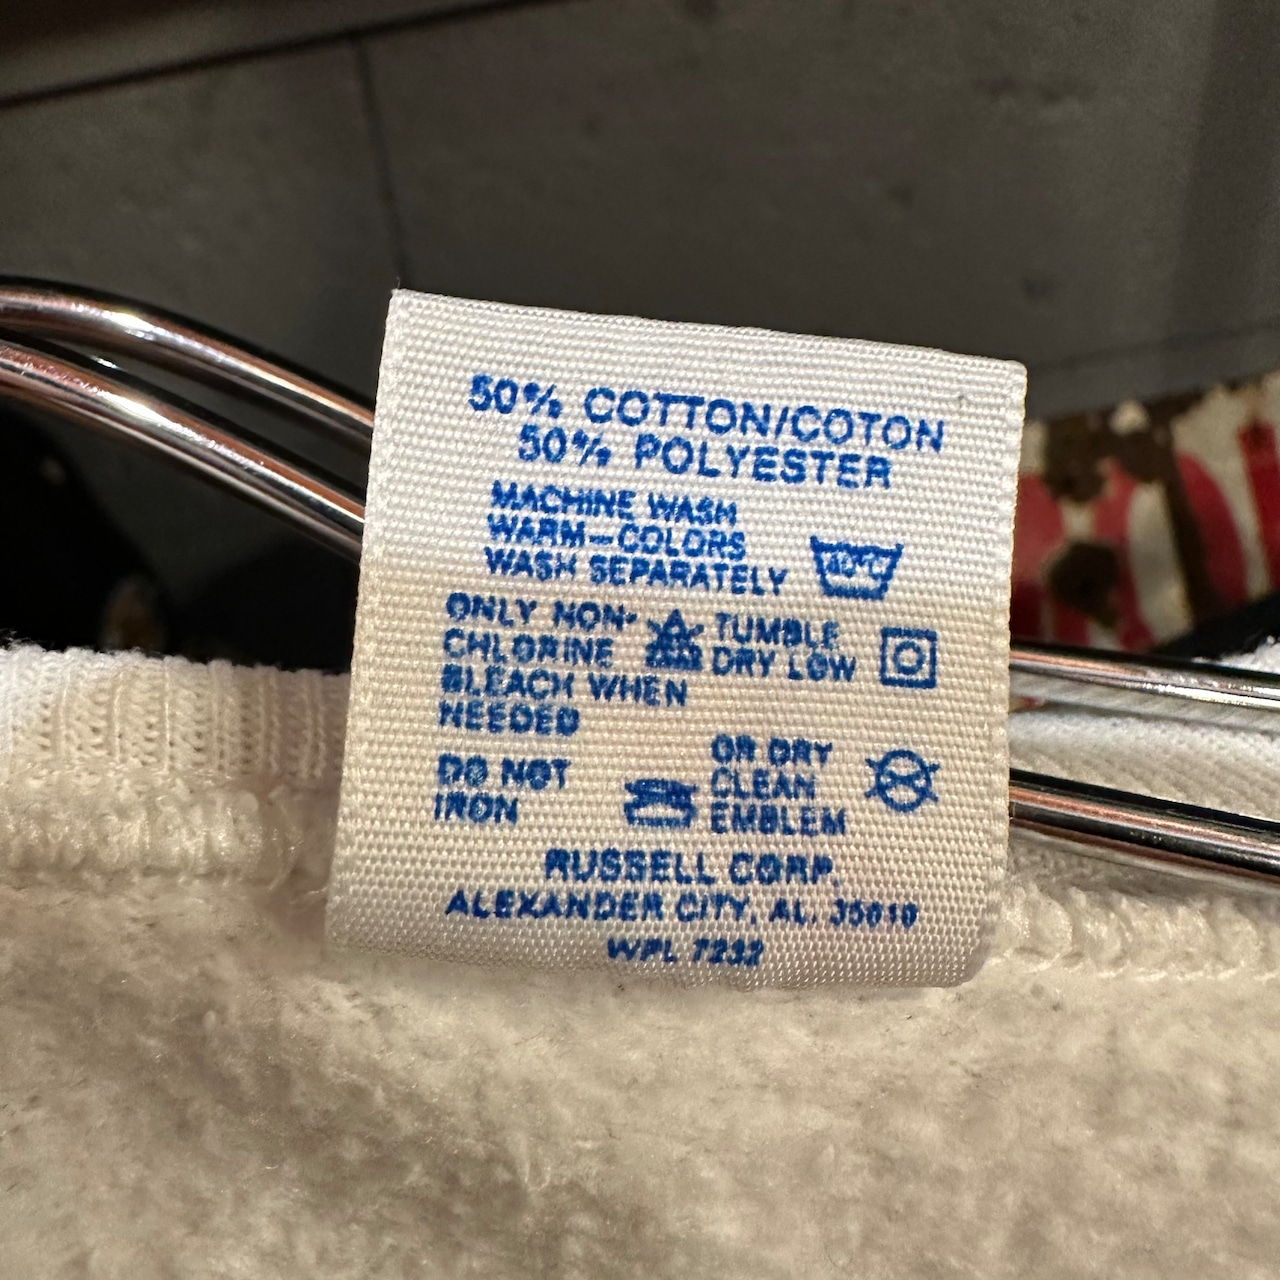 50% COTTON/COTON
50% POLYESTER
MACHINE WASH
WARM—COLORS
WASH SEPARATELY
40°C
ONLY NON-
CHLORINE
BLEACH WHEN
NEEDED
TUMBLE
DRY LOW
DO NOT
IRON
OR DRY
CLEAN
EMBLEM
RUSSELL CORP.
ALEXANDER CITY, AL. 35010
WPL 7232